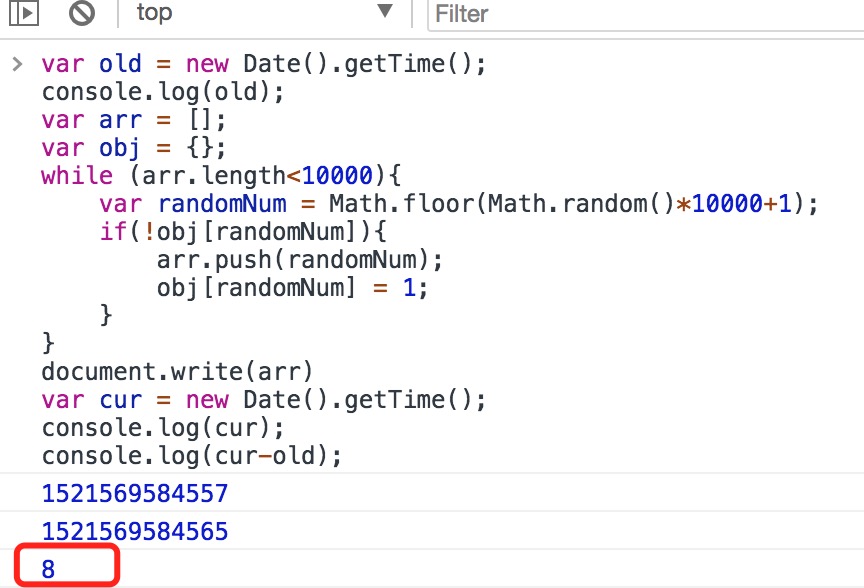 top
Filter
var old = new Date().getTime();
console.log(old);
var arr = [];
var obj = {};
while (arr.length<10000){
    var randomNum = Math.floor(Math.random()*10000+1);
    if(!obj[randomNum]){
        arr.push(randomNum);
        obj[randomNum] = 1;
    }
}
document.write(arr)
var cur = new Date().getTime();
console.log(cur);
console.log(cur-old);
1521569584557
1521569584565
8